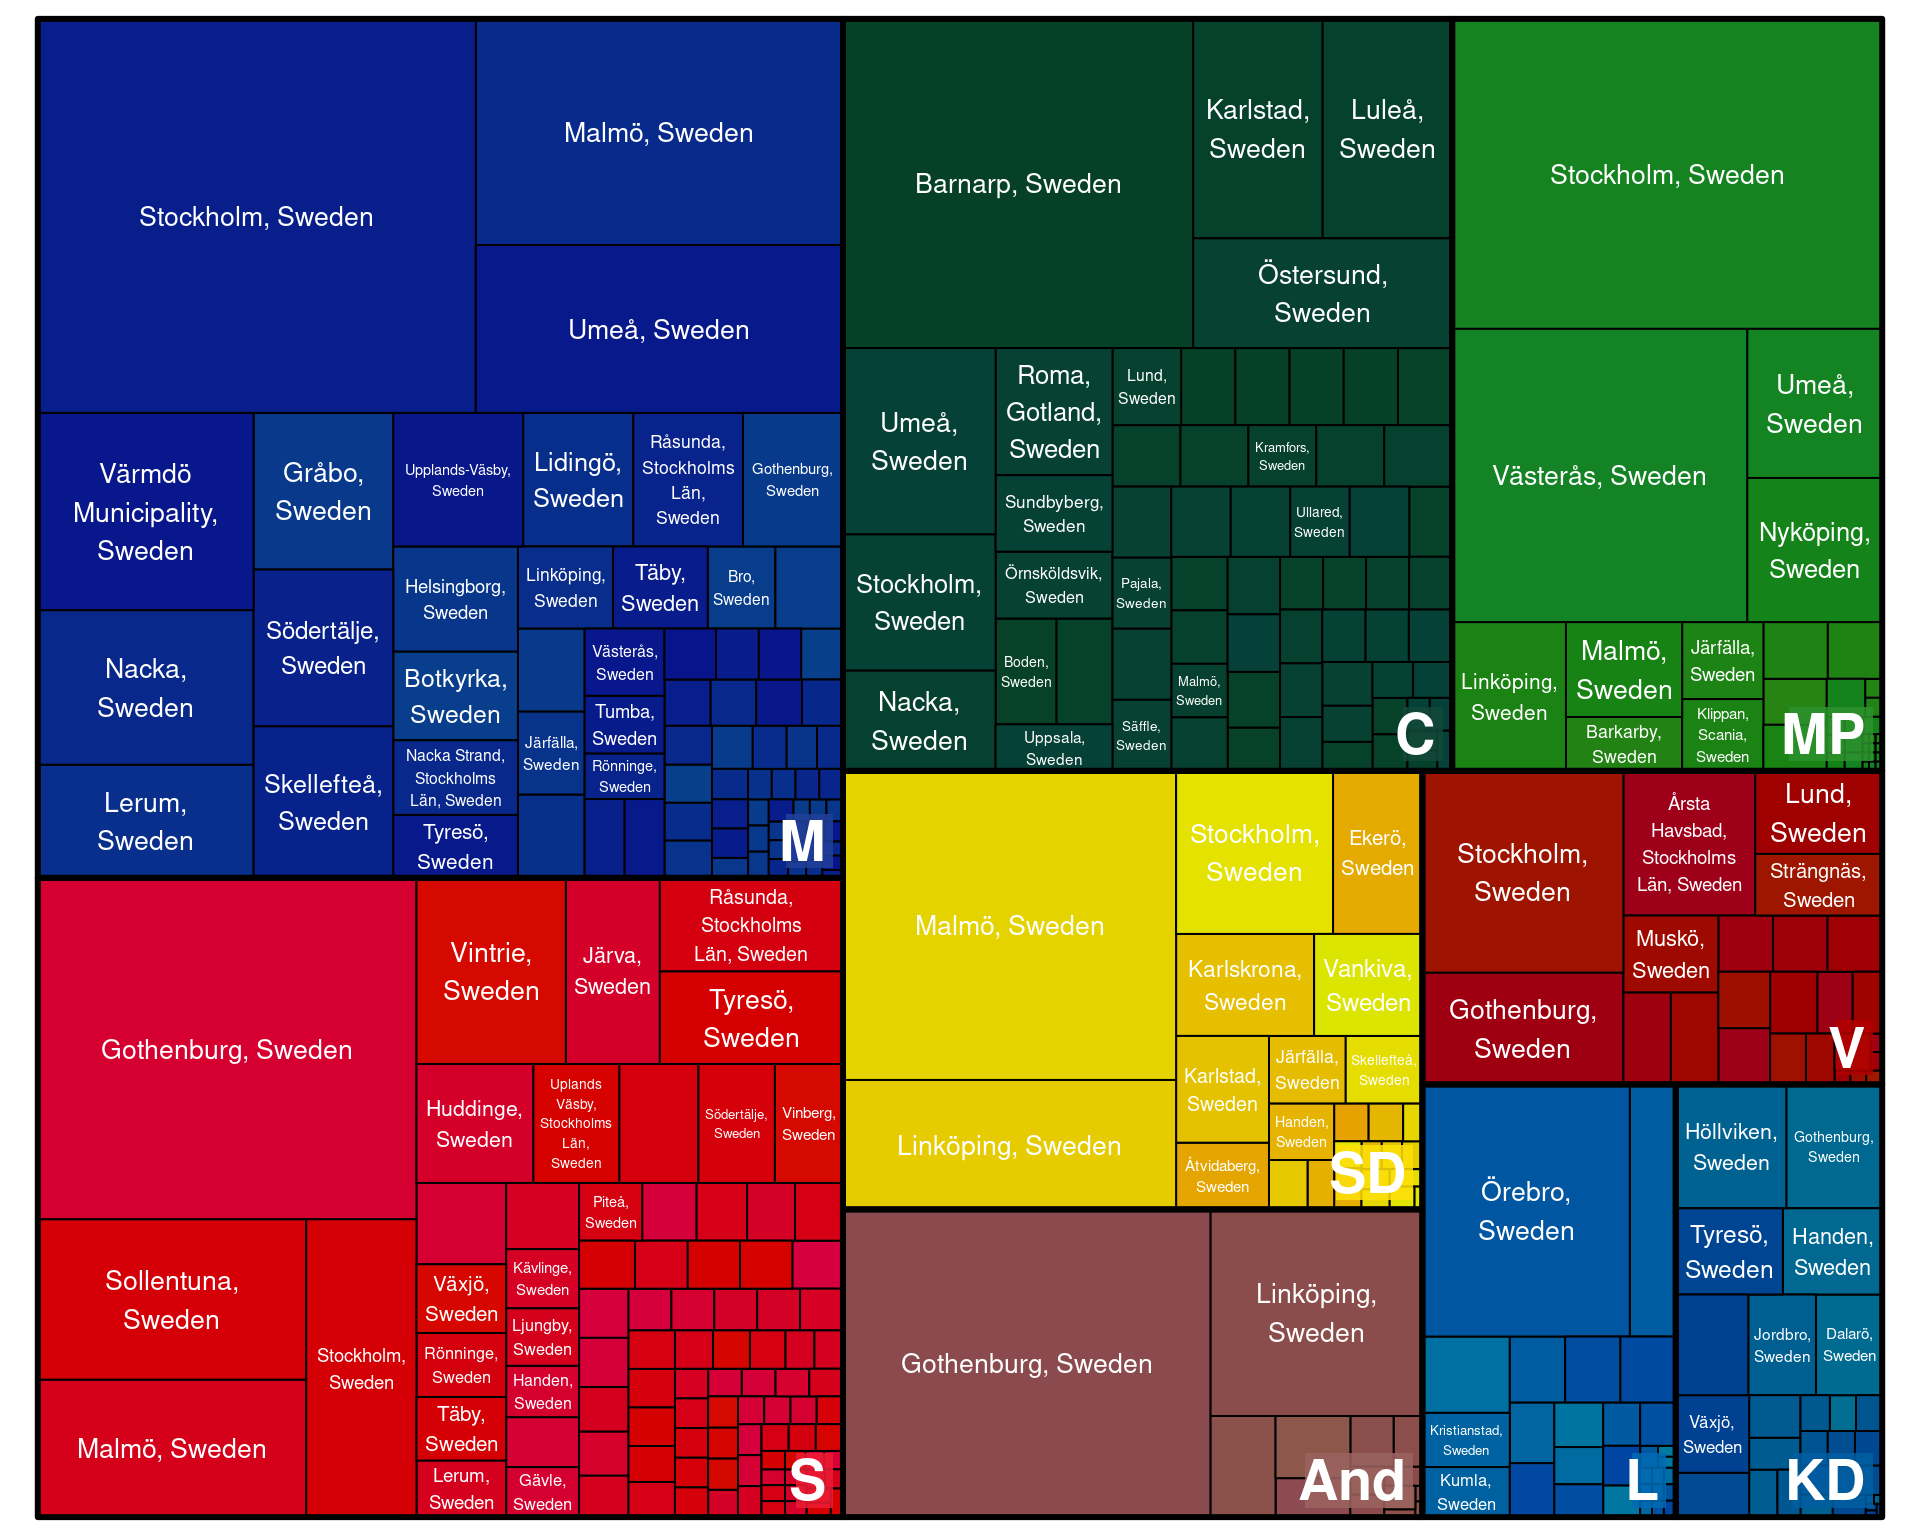 Stockholm, Sweden
Malmö, Sweden
Umeå, Sweden
Värmdö
Municipality,
Sweden
Nacka,
Sweden
Lerum,
Sweden
Gråbo,
Sweden
Södertälje,
Sweden
Skellefteå,
Sweden
Upplands-Väsby,
Sweden
Lidingö,
Sweden
Råsunda,
Stockholms
Län,
Sweden
Gothenburg,
Sweden
Helsingborg,
Sweden
Botkyrka,
Sweden
Nacka Strand,
Stockholms
Län, Sweden
Tyresö,
Sweden
Linköping,
Sweden
Täby,
Sweden
Bro,
Sweden
Järfälla,
Sweden
Västerås,
Sweden
Tumba,
Sweden
Rönninge,
Sweden
M
Barnarp, Sweden
Karlstad,
Sweden
Luleå,
Sweden
Östersund,
Sweden
Umeå,
Sweden
Stockholm,
Sweden
Nacka,
Sweden
Roma,
Gotland,
Sweden
Sundbyberg,
Sweden
Örnsköldsvik,
Sweden
Boden,
Sweden
Uppsala,
Sweden
Lund,
Sweden
Kramfors,
Sweden
Ullared,
Sweden
Pajala,
Sweden
Malmö,
Sweden
Säffle,
Sweden
C
Stockholm, Sweden
Västerås, Sweden
Umeå,
Sweden
Nyköping,
Sweden
Linköping,
Sweden
Malmö,
Sweden
Barkarby,
Sweden
Järfälla,
Sweden
Klippan,
Scania,
Sweden
MP
Gothenburg, Sweden
Sollentuna,
Sweden
Malmö, Sweden
Stockholm,
Sweden
Vintrie,
Sweden
Järva,
Sweden
Råsunda,
Stockholms
Län, Sweden
Tyresö,
Sweden
Huddinge,
Sweden
Uplands
Väsby,
Stockholms
Län,
Sweden
Södertälje,
Sweden
Vinberg,
Sweden
Växjö,
Sweden
Rönninge,
Sweden
Täby,
Sweden
Lerum,
Sweden
Kävlinge,
Sweden
Ljungby,
Sweden
Handen,
Sweden
Gävle,
Sweden
Piteå,
Sweden
S
Malmö, Sweden
Linköping, Sweden
Stockholm,
Sweden
Ekerö,
Sweden
Karlskrona,
Sweden
Vankiva,
Sweden
Karlstad,
Sweden
Järfälla,
Sweden
Skellefteå,
Sweden
Handen,
Sweden
Åtvidaberg,
Sweden
SD
Gothenburg, Sweden
Linköping,
Sweden
And
Stockholm,
Sweden
Gothenburg,
Sweden
Årsta
Havsbad,
Stockholms
Län, Sweden
Lund,
Sweden
Strängnäs,
Sweden
Muskö,
Sweden
V
Örebro,
Sweden
Kristianstad,
Sweden
Kumla,
Sweden
L
Höllviken,
Sweden
Gothenburg,
Sweden
Tyresö,
Sweden
Handen,
Sweden
Jordbro,
Sweden
Dalarö,
Sweden
Växjö,
Sweden
KD